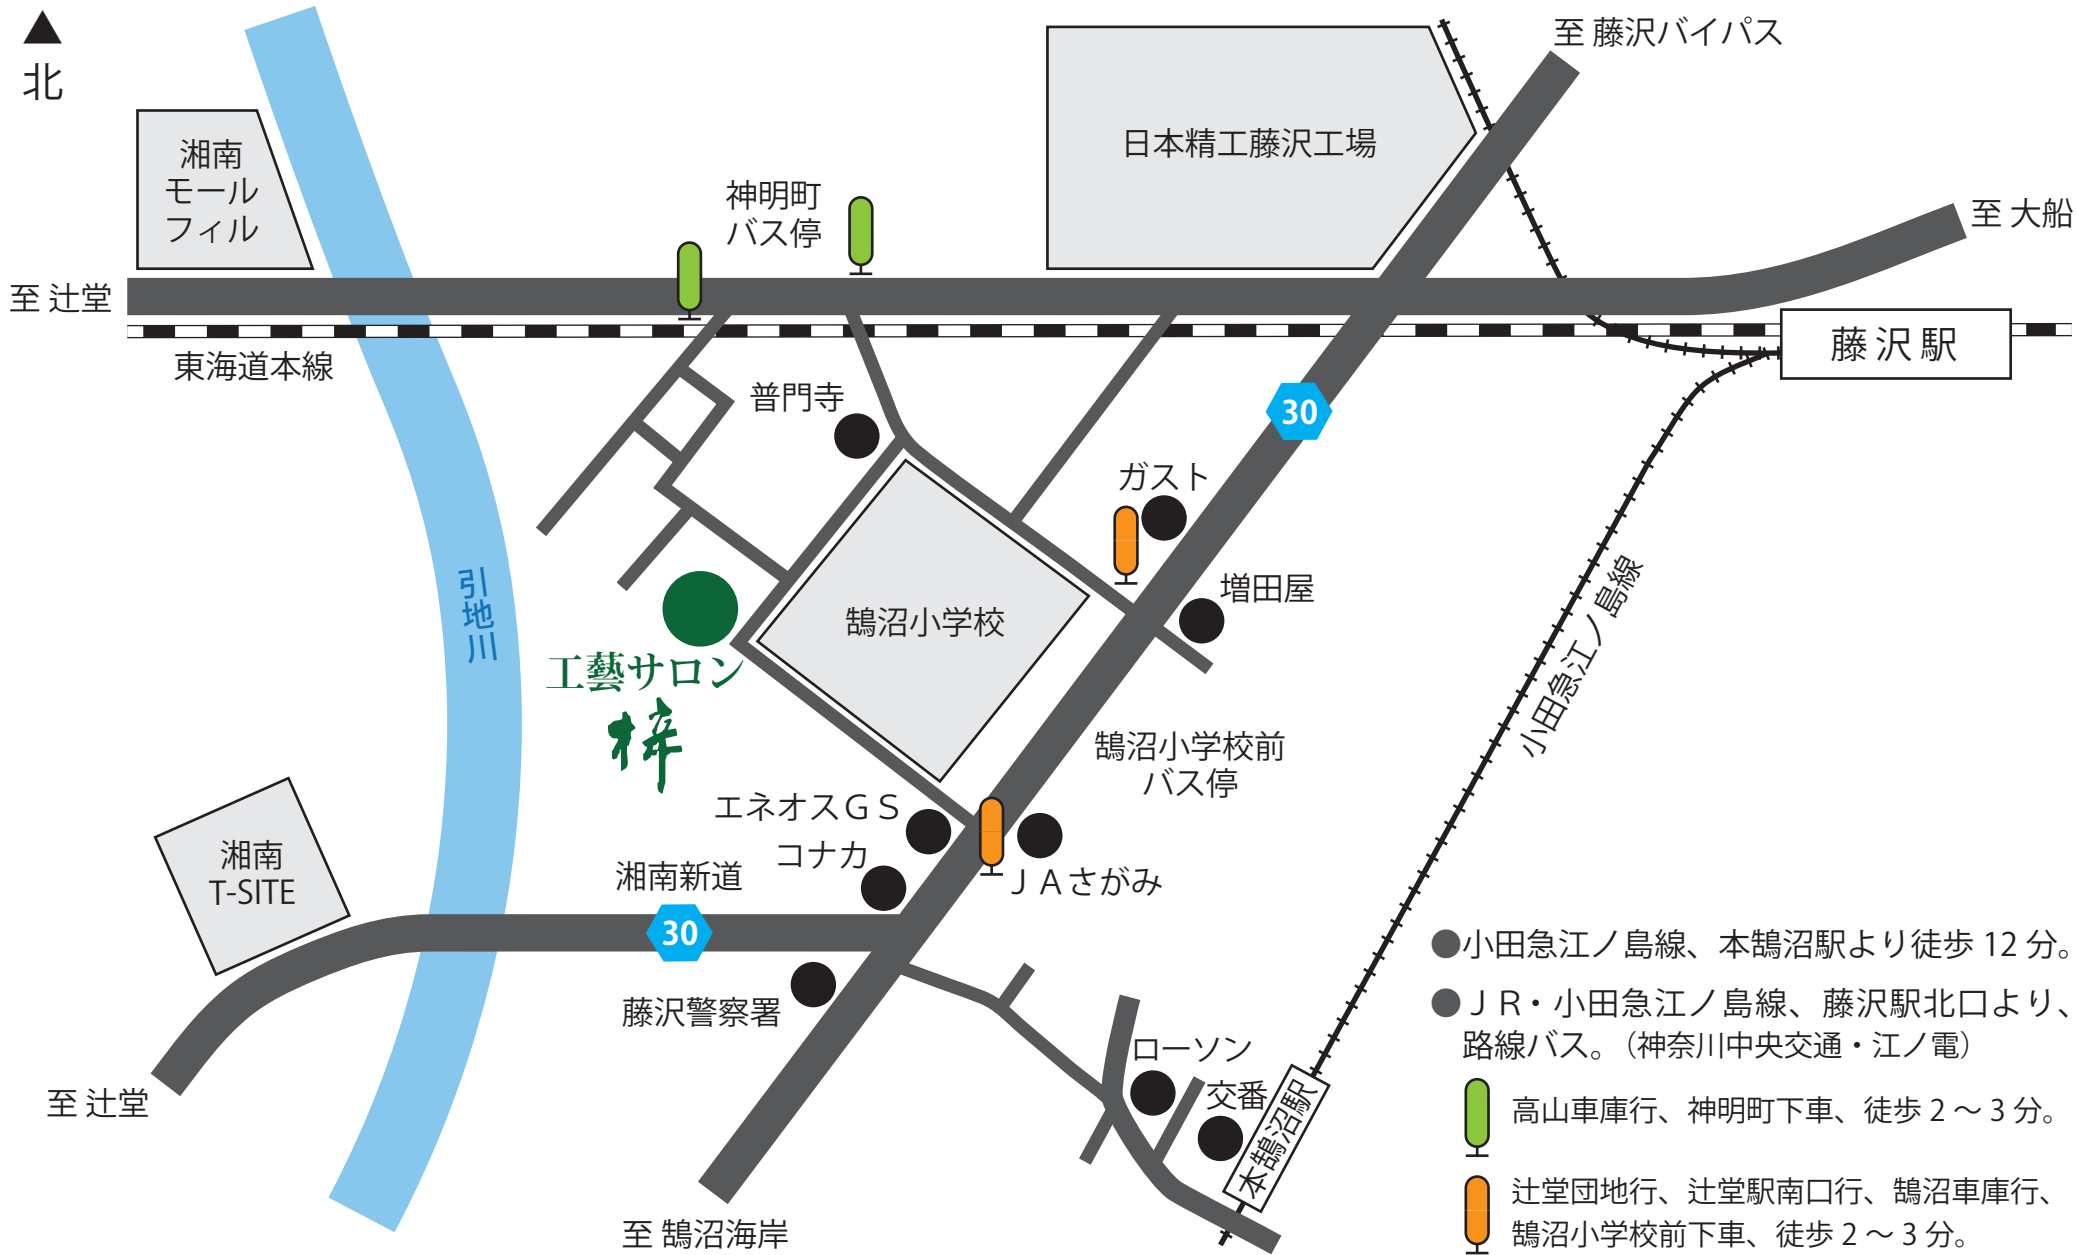 北
至 藤沢バイパス
日本精工藤沢工場
湘南
モール
フィル
神明町
バス停
至 大船
至 辻堂
東海道本線
藤沢駅
普門寺
30
ガスト
引地川
増田屋
鵠沼小学校
小田急江ノ島線
工藝サロン
梓
鵠沼小学校前
バス停
エネオスＧＳ
コナカ
湘南
T-SITE
湘南新道
ＪＡさがみ
30
藤沢警察署
至 辻堂
ローソン
交番
本鵠沼駅
至 鵠沼海岸
●小田急江ノ島線、本鵠沼駅より徒歩 12 分。
●ＪＲ・小田急江ノ島線、藤沢駅北口より、
路線バス。（神奈川中央交通・江ノ電）
高山車庫行、神明町下車、徒歩 2 ～ 3 分。
辻堂団地行、辻堂駅南口行、鵠沼車庫行、
鵠沼小学校前下車、徒歩 2 ～ 3 分。